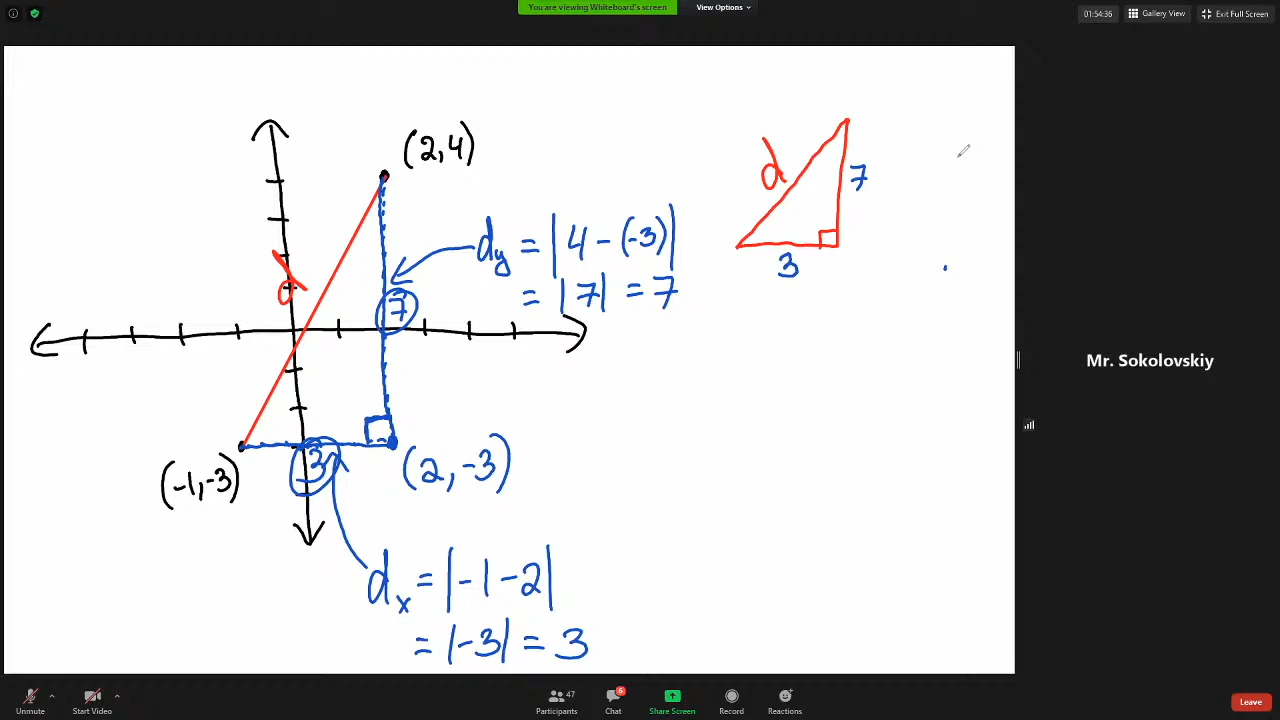 You are viewing Whiteboard's screen
View Options
01:54:36
Gallery View
Exit Full Screen
(2,4)
d
7
3
d
dy = |4-(-3)|
= |7| = 7
7
(-1,-3)
3
(2,-3)
dx = |-1-2|
= |-3| = 3
Mr. Sokolovskiy
Unmute
Start Video
47
Participants
6
Chat
Share Screen
Record
Reactions
Leave